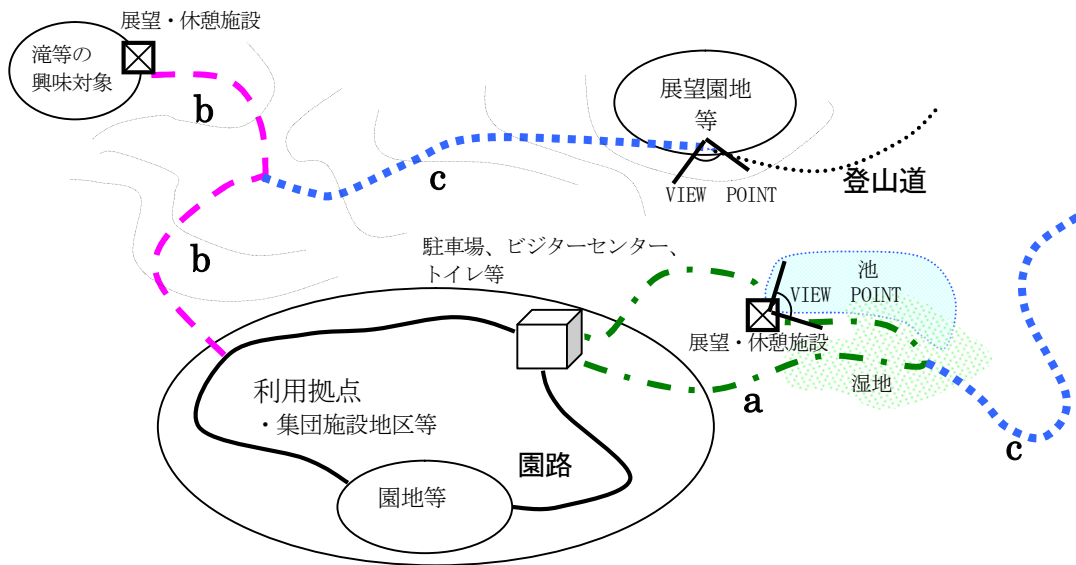 展望・休憩施設
滝等の
興味対象
b
展望園地
等
c
VIEW POINT
登山道
b
駐車場、ビジターセンター、
トイレ等
池
VIEW POINT
展望・休憩施設
利用拠点
・集団施設地区等
湿地
a
c
園路
園地等